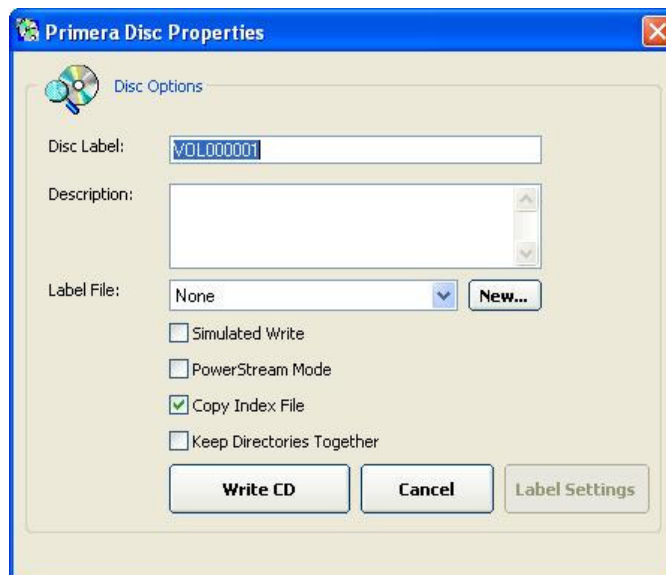 Primera Disc Properties
Disc Options
Disc Label: VOL000001
Description:
Label File: None New...
Simulated Write
PowerStream Mode
Copy Index File
Keep Directories Together
Write CD Cancel Label Settings